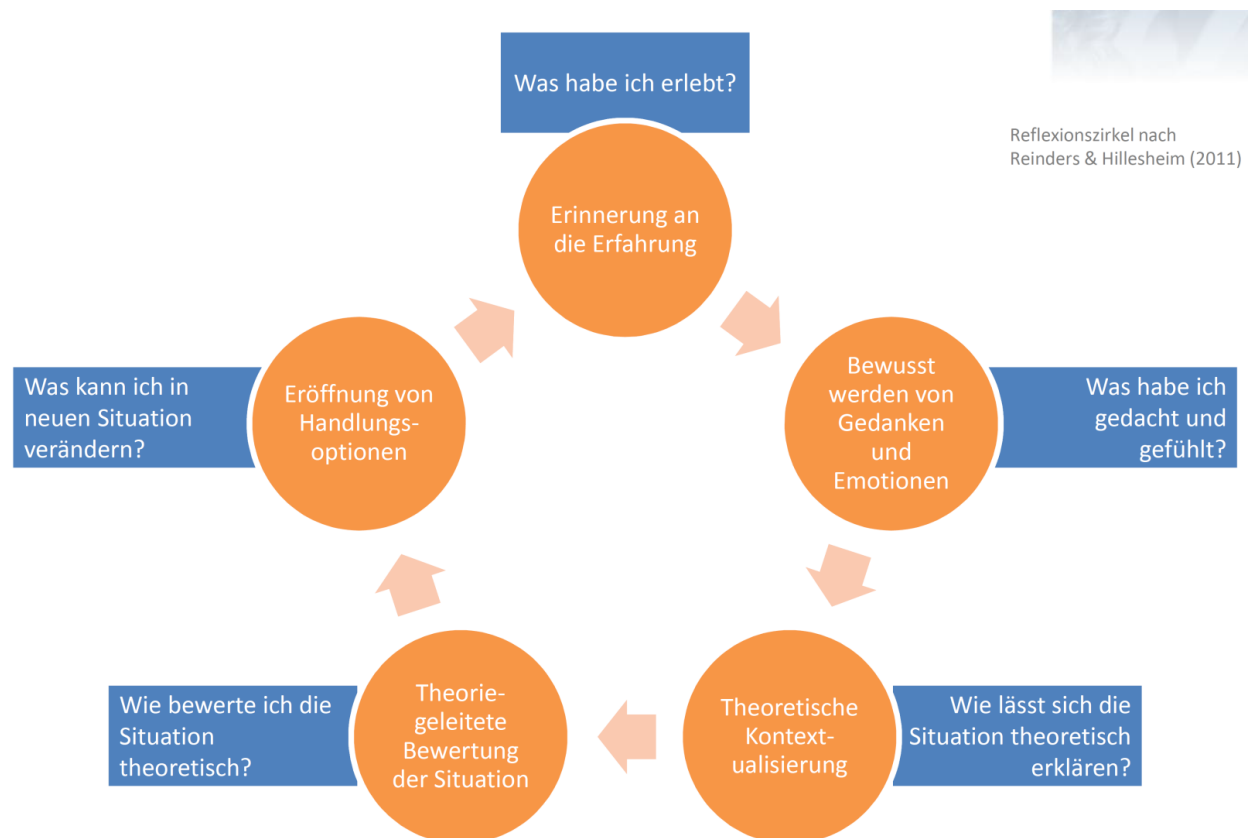 Was habe ich erlebt?
Reflexionszirkel nach
Reinders & Hillesheim (2011)
Erinnerung an
die Erfahrung
Bewusst
werden von
Gedanken
und
Emotionen
Was habe ich
gedacht und
gefühlt?
Theoretische
Kontext-
ualisierung
Wie lässt sich die
Situation theoretisch
erklären?
Theorie-
geleitete
Bewertung
der Situation
Wie bewerte ich die
Situation
theoretisch?
Eröffnung von
Handlungs-
optionen
Was kann ich in
neuen Situation
verändern?